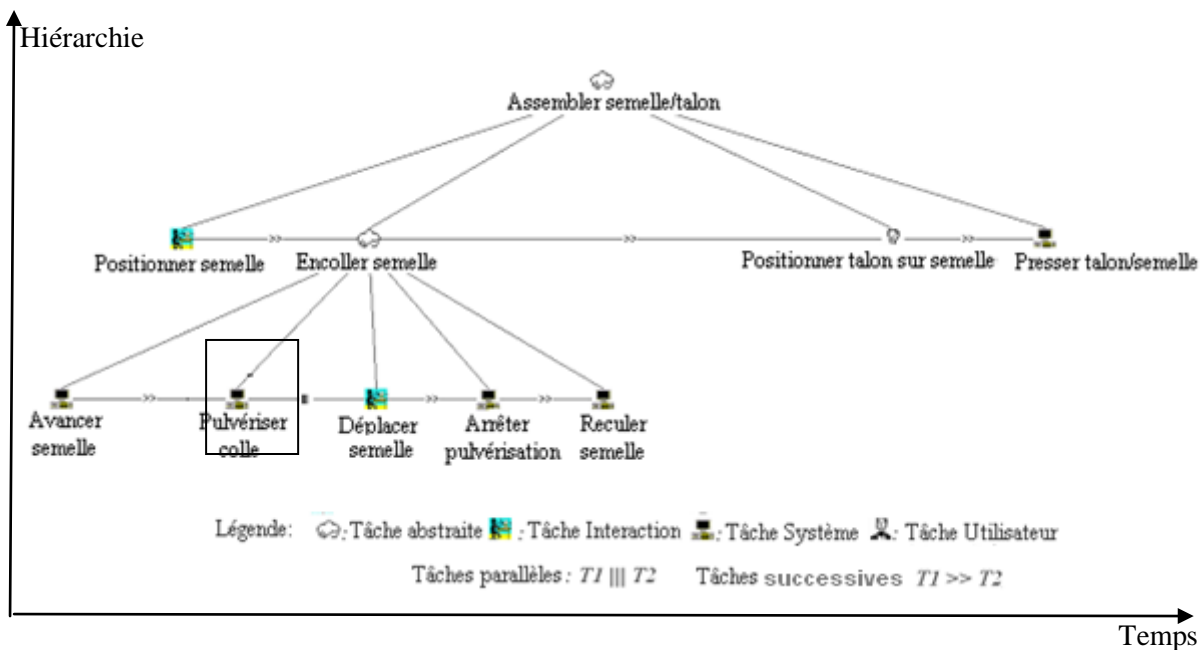 Hiérarchie
Assembler semelle/talon
>> >> >>
Positionner semelle Encoller semelle Positionner talon sur semelle Presser talon/semelle
>> ||| >> >>
Avancer Pulvériser Déplacer Arrêter Reculer
semelle colle semelle pulvérisation semelle
Légende: : Tâche abstraite : Tâche Interaction : Tâche Système : Tâche Utilisateur
Tâches parallèles : T1 ||| T2 Tâches successives T1 >> T2
Temps